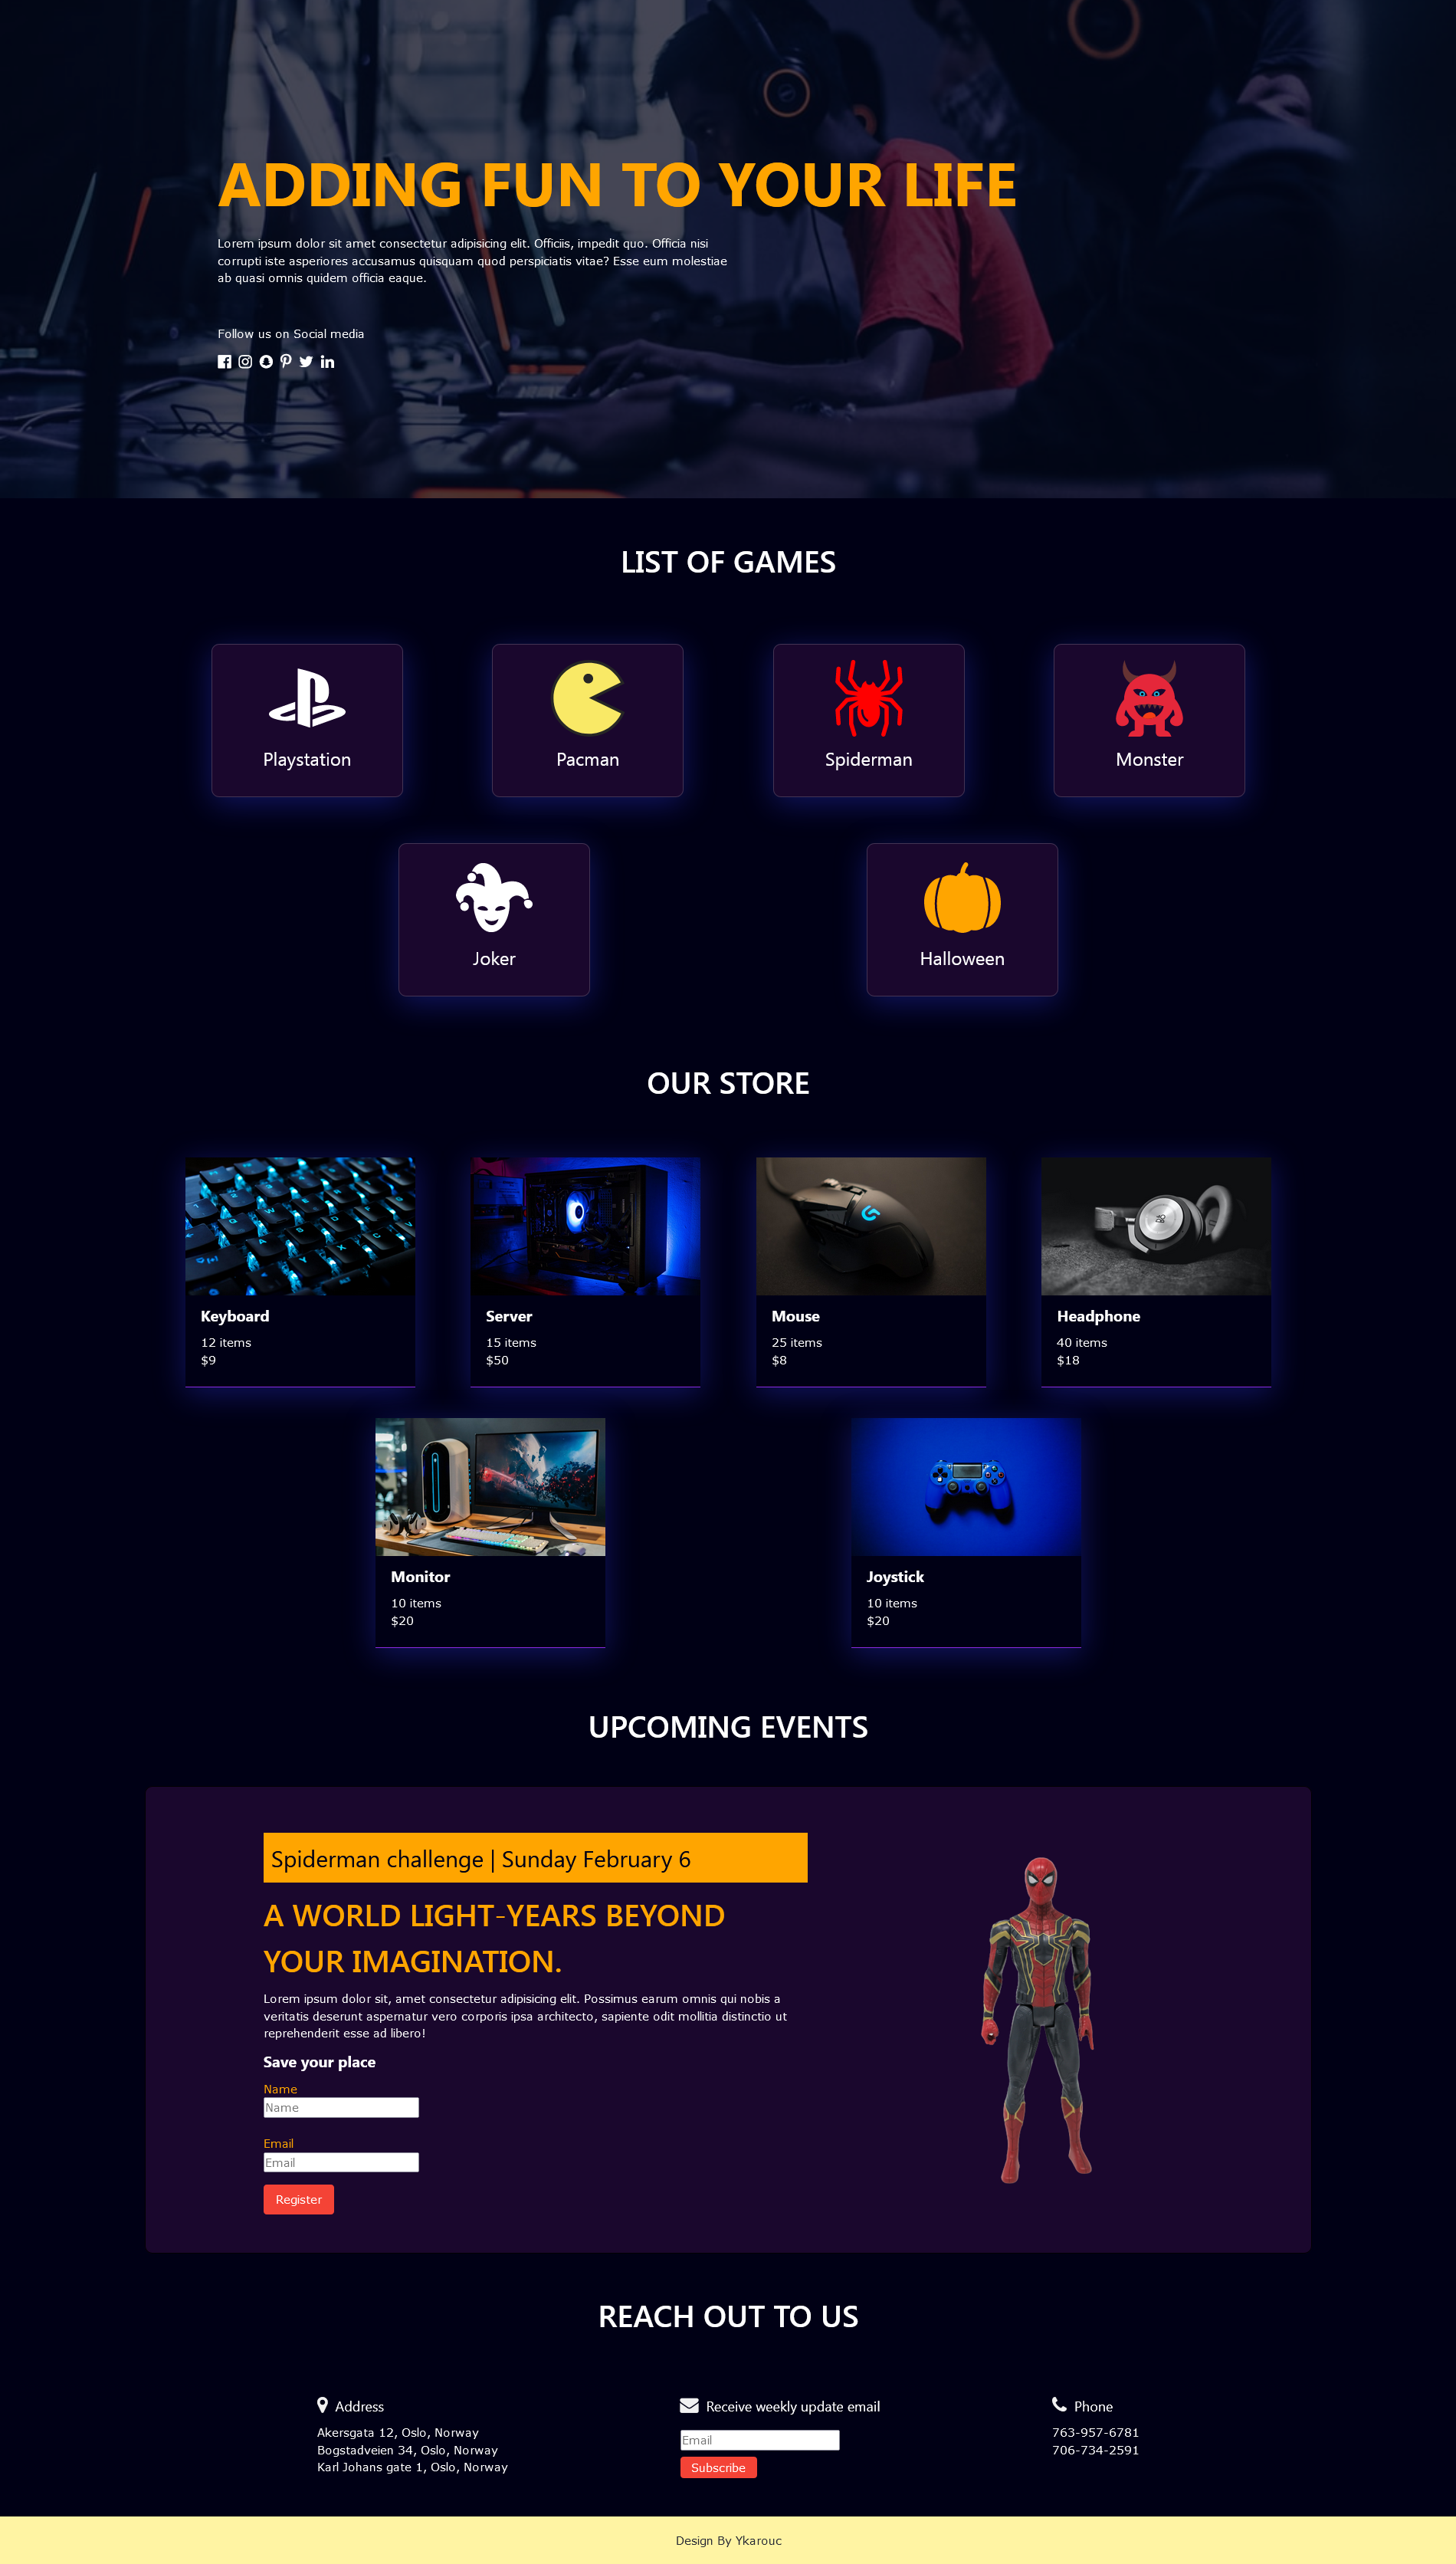 ADDING FUN TO YOUR LIFE
Lorem ipsum dolor sit amet consectetur adipisicing elit. Officiis, impedit quo. Officia nisi
corrupti iste asperiores accusamus quisquam quod perspiciatis vitae? Esse eum molestiae
ab quasi omnis quidem officia eaque.
Follow us on Social media
LIST OF GAMES
Playstation
Pacman
Spiderman
Monster
Joker
Halloween
OUR STORE
Keyboard
12 items
$9
Server
15 items
$50
Mouse
25 items
$8
Headphone
40 items
$18
Monitor
10 items
$20
Joystick
10 items
$20
UPCOMING EVENTS
Spiderman challenge | Sunday February 6
A WORLD LIGHT-YEARS BEYOND
YOUR IMAGINATION.
Lorem ipsum dolor sit, amet consectetur adipisicing elit. Possimus earum omnis qui nobis a
veritatis deserunt aspernatur vero corporis ipsa architecto, sapiente odit mollitia distinctio ut
reprehenderit esse ad libero!
Save your place
Name
Name
Email
Email
Register
REACH OUT TO US
Address
Akersgata 12, Oslo, Norway
Bogstadveien 34, Oslo, Norway
Karl Johans gate 1, Oslo, Norway
Receive weekly update email
Email
Subscribe
Phone
763-957-6781
706-734-2591
Design By Ykarouc